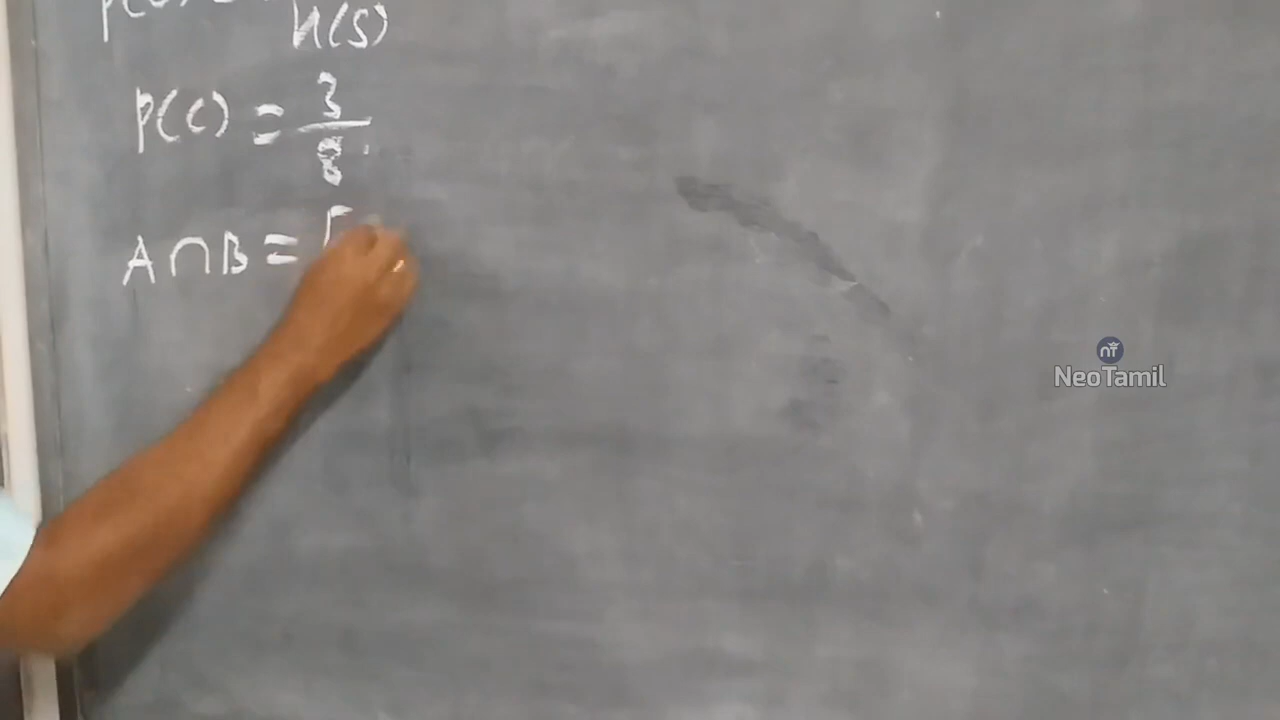 n(S)
P(C) = 3/8
A∩B =
NeoTamil